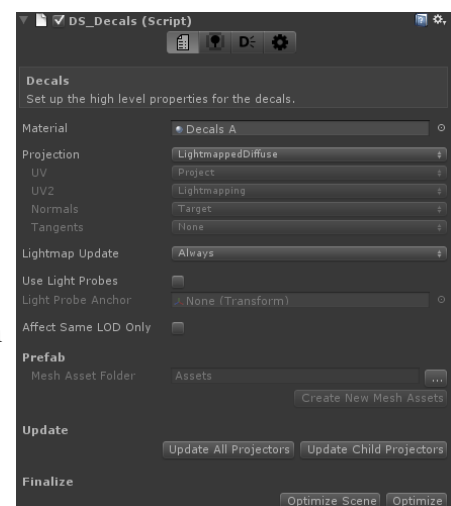 DS_Decals (Script)
D
Decals
Set up the high level properties for the decals.
Material Decals A
Projection LightmappedDiffuse
UV Project
UV2 Lightmapping
Normals Target
Tangents None
Lightmap Update Always
Use Light Probes
Light Probe Anchor None (Transform)
Affect Same LOD Only
Prefab
Mesh Asset Folder Assets ...
Create New Mesh Assets
Update
Update All Projectors Update Child Projectors
Finalize
Optimize Scene Optimize